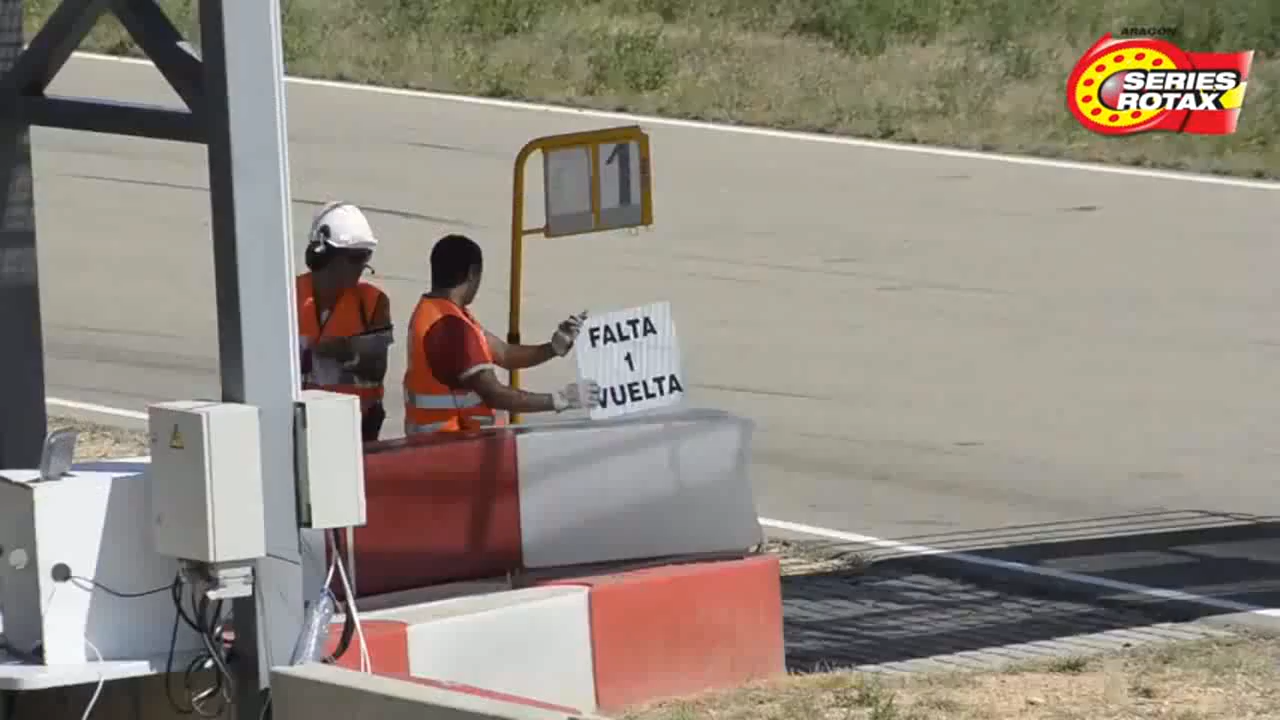 ARAGON
SERIES
ROTAX
1
FALTA
1
VUELTA